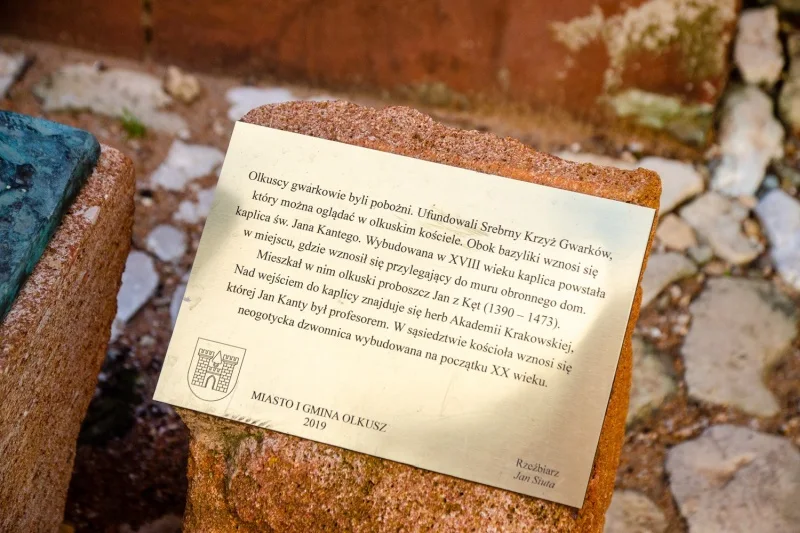 Olkuscy gwarkowie byli pobożni. Ufundowali Srebrny Krzyż Gwarków,
który można oglądać w olkuskim kościele. Obok bazyliki wznosi się
kaplica św. Jana Kantego. Wybudowana w XVIII wieku kaplica powstała
w miejscu, gdzie wznosił się przylegający do muru obronnego dom.
Mieszkał w nim olkuski proboszcz Jan z Kęt (1390 – 1473).
Nad wejściem do kaplicy znajduje się herb Akademii Krakowskiej,
której Jan Kanty był profesorem. W sąsiedztwie kościoła wznosi się
neogotycka dzwonnica wybudowana na początku XX wieku.
MIASTO I GMINA OLKUSZ
2019
Rzeźbiarz
Jan Siuta